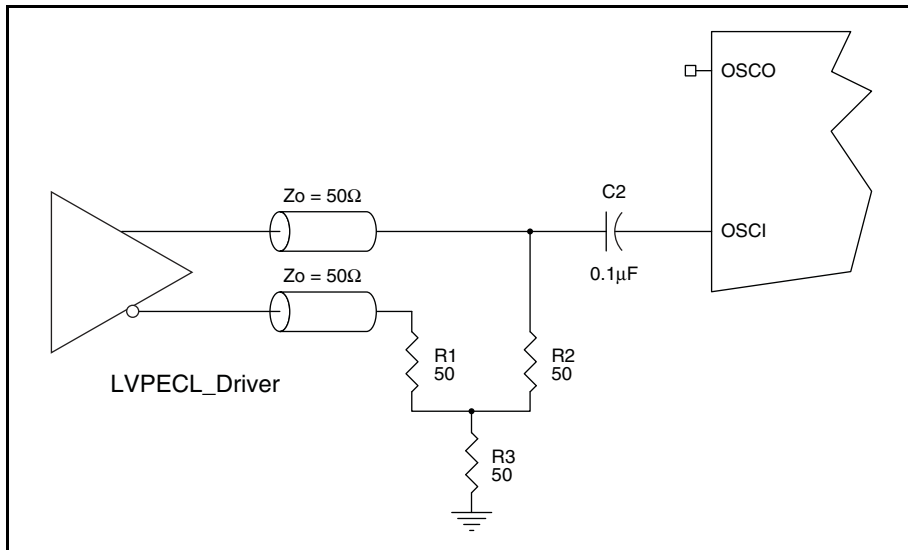 OSCO
Zo = 50Ω
C2
OSCI
0.1μF
Zo = 50Ω
R1
50
R2
50
LVPECL_Driver
R3
50